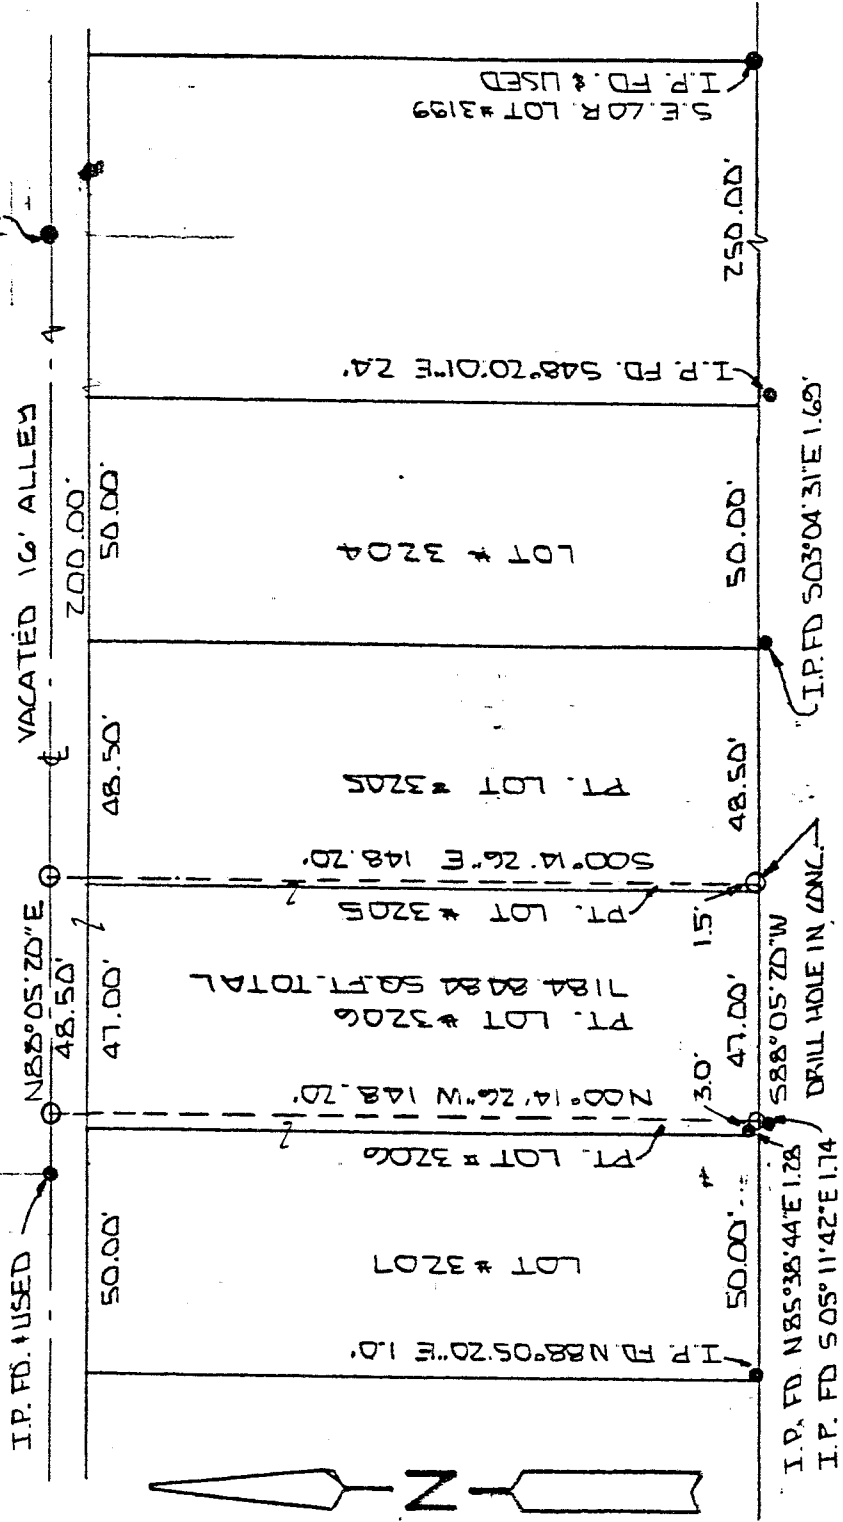 I.P. FD. & USED
VACATED 16' ALLEY
N88°05'20"E
48.50'
200.00'
50.00'
47.00'
48.50'
50.00'
I.P. FD. N88°05'20"E 1.0'
LOT # 3207
PT. LOT # 3206
N00°14'26"W 148.20'
PT. LOT # 3206
7184.8484 SQ.FT. TOTAL
PT. LOT # 3205
S00°14'26"E 148.20'
PT. LOT # 3205
LOT # 3204
I.P. FD. S48°20'01"E 2.4'
S.E. COR. LOT #3199
I.P. FD. & USED
50.00'
3.0'
47.00'
1.5'
48.50'
50.00'
250.00'
S88°05'20"W
I.P. FD. N85°38'44"E 1.28
I.P. FD S05°11'42"E 1.74
DRILL HOLE IN CONC.
I.P. FD S03°04'31"E 1.69'
N